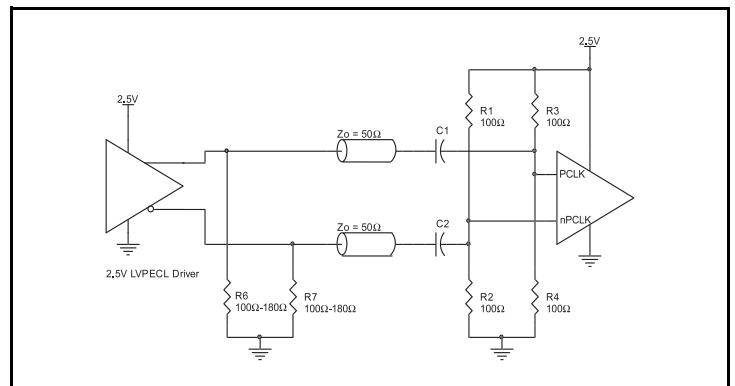 2.5V
2.5V
R1
100Ω
R3
100Ω
Zo = 50Ω
C1
PCLK
nPCLK
Zo = 50Ω
C2
2.5V LVPECL Driver
R6
100Ω-180Ω
R7
100Ω-180Ω
R2
100Ω
R4
100Ω